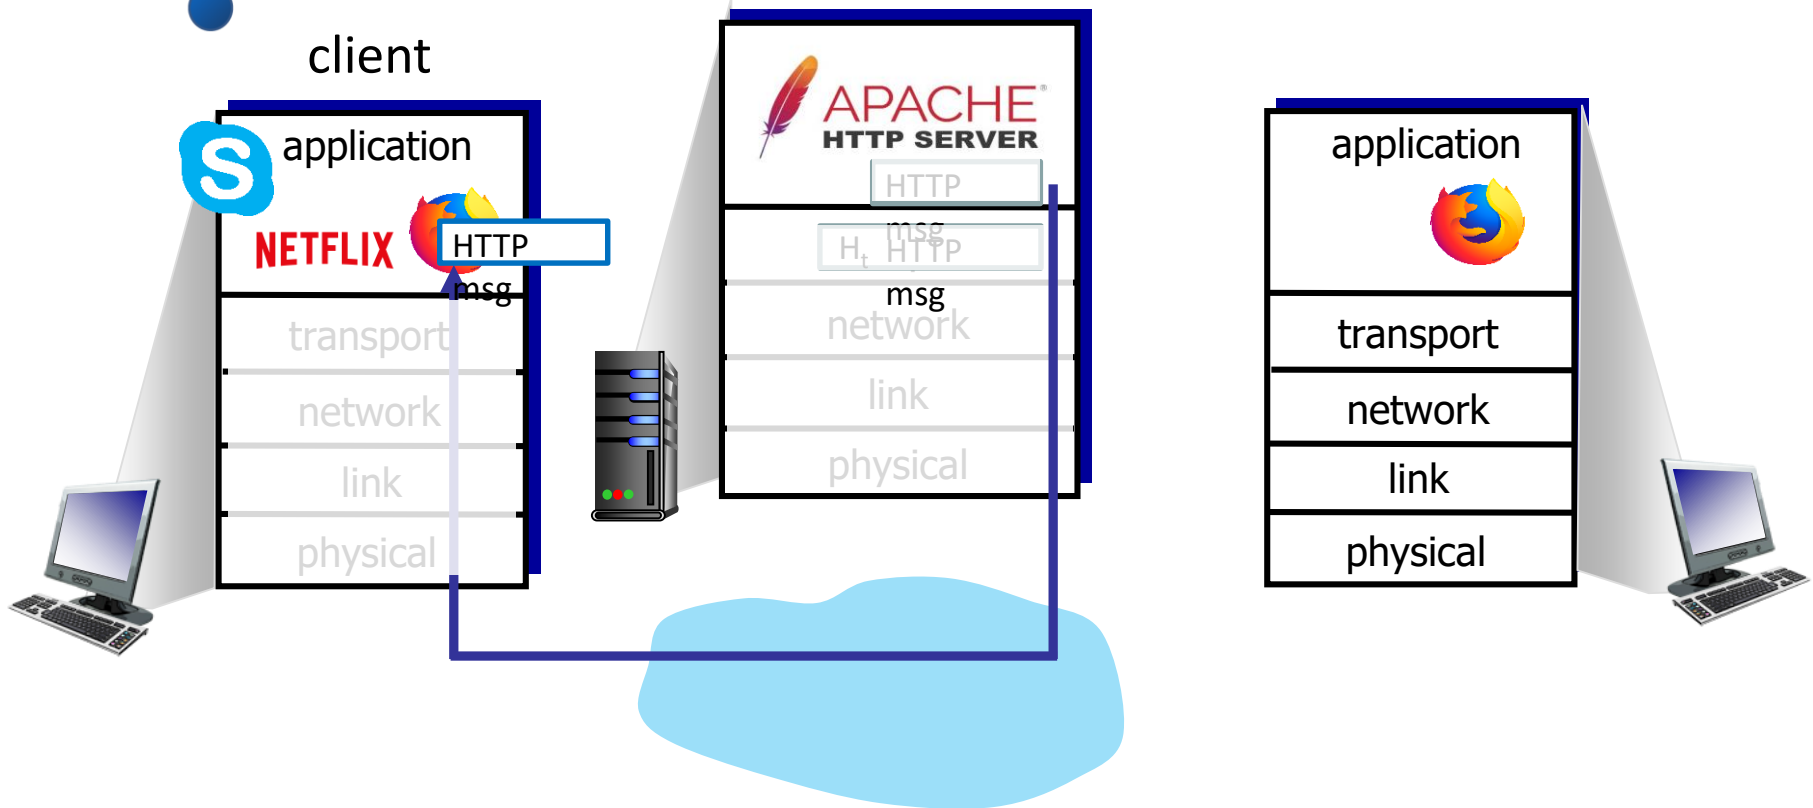 client
application
NETFLIX
HTTP
msg
transport
network
link
physical
APACHE®
HTTP SERVER
HTTP
msg
Ht HTTP
msg
network
link
physical
application
transport
network
link
physical